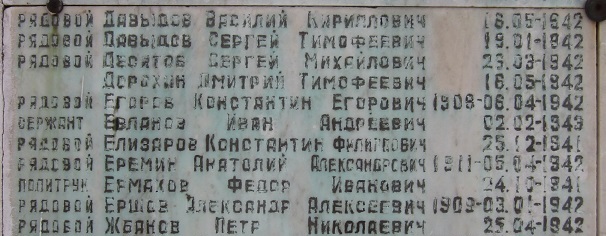 РЯДОВОЙ ДАВЫДОВ ВАСИЛИЙ КИРИЛЛОВИЧ 18.05-1942
РЯДОВОЙ ДАВЫДОВ СЕРГЕЙ ТИМОФЕЕВИЧ 19.01-1942
РЯДОВОЙ ДЕСЯТОВ СЕРГЕЙ МИХАЙЛОВИЧ 23.03-1942
ДОРОХИН ДМИТРИЙ ТИМОФЕЕВИЧ 18.05-1942
РЯДОВОЙ ЕГОРОВ КОНСТАНТИН ЕГОРОВИЧ 1908-06.04-1942
СЕРЖАНТ ЕВЛАНОВ ИВАН АНДРЕЕВИЧ 02.02-1943
РЯДОВОЙ ЕЛИЗАРОВ КОНСТАНТИН ФИЛИППОВИЧ 25.12-1941
РЯДОВОЙ ЕРЕМИН АНАТОЛИЙ АЛЕКСАНДРОВИЧ 1911-05.04-1942
ПОЛИТРУК ЕРМАКОВ ФЕДОР ИВАНОВИЧ 24.10-1941
РЯДОВОЙ ЕРШОВ АЛЕКСАНДР АЛЕКСЕЕВИЧ 1909-03.01-1942
РЯДОВОЙ ЖБАНОВ ПЕТР НИКОЛАЕВИЧ 25.04-1942